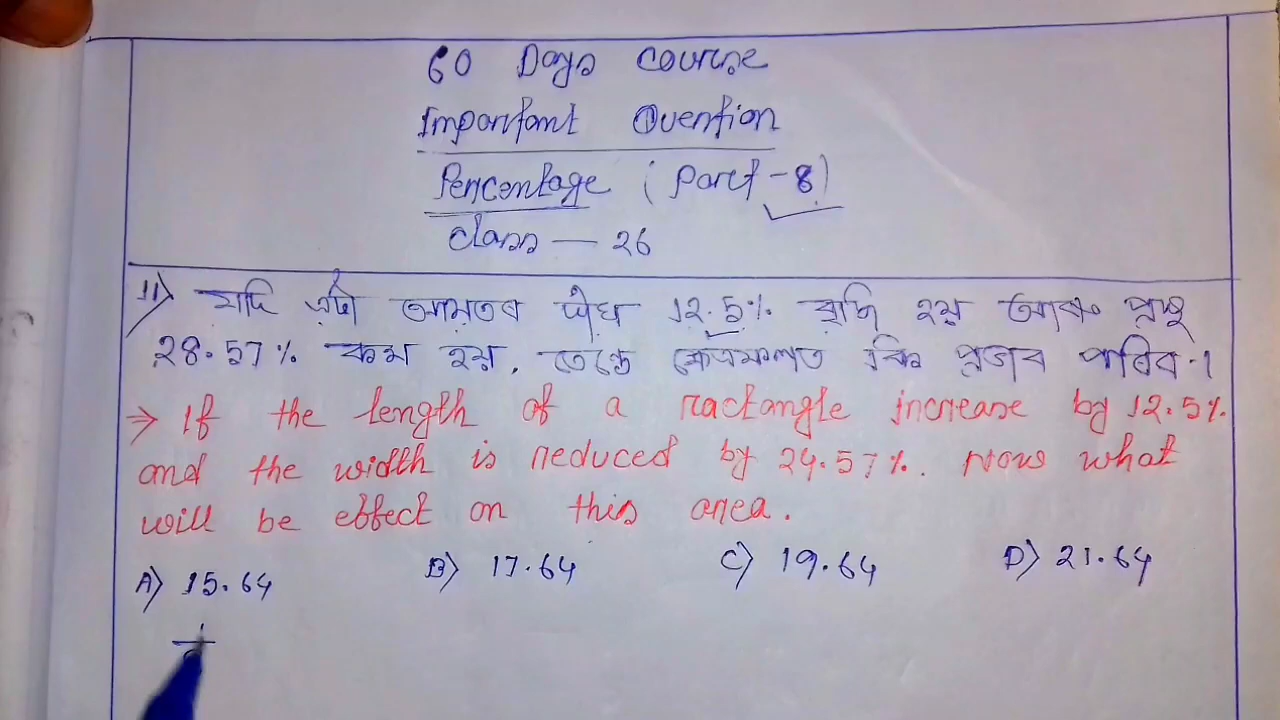 60 Days course
Important Question
Percentage (Part-8)
class — 26
11) যদি এটা আয়তৰ দীঘ 12.5% বৃদ্ধি হয় আৰু প্ৰস্থ
28.57% কম হয়, তেন্তে ক্ষেত্ৰফলত কি প্ৰভাব পৰিব।
⇒ If the length of a ractangle increase by 12.5%
and the width is reduced by 24.57%. Now what
will be effect on this area.
A) 15.64 B) 17.64 C) 19.64 D) 21.64